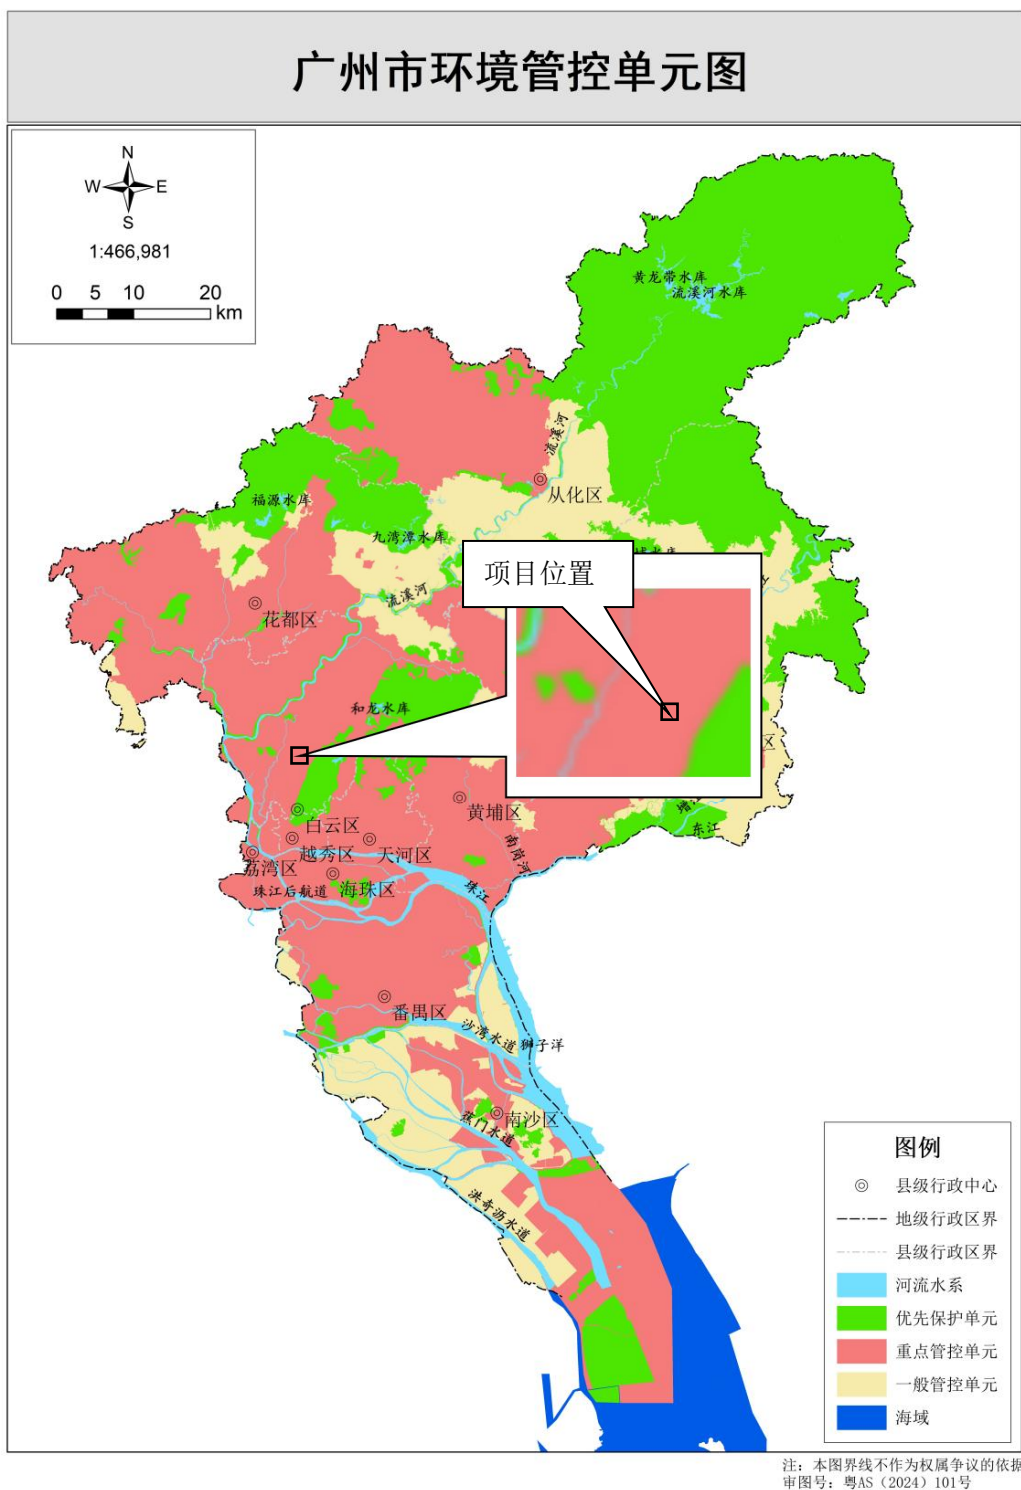 广州市环境管控单元图
N
W E
S
1:466,981
0 5 10 20
km
黄龙带水库
流溪河水库
流溪河
从化区
福源水库
九湾潭水库
项目位置
流溪河
花都区
和龙水库
区
黄埔区
增江
东江
白云区
越秀区
天河区
南岗河
荔湾区
珠江后航道
海珠区
珠江
番禺区
沙湾水道
狮子洋
南沙区
蕉门水道
洪奇沥水道
图例
县级行政中心
地级行政区界
县级行政区界
河流水系
优先保护单元
重点管控单元
一般管控单元
海域
注：本图界线不作为权属争议的依据
审图号：粤AS（2024）101号